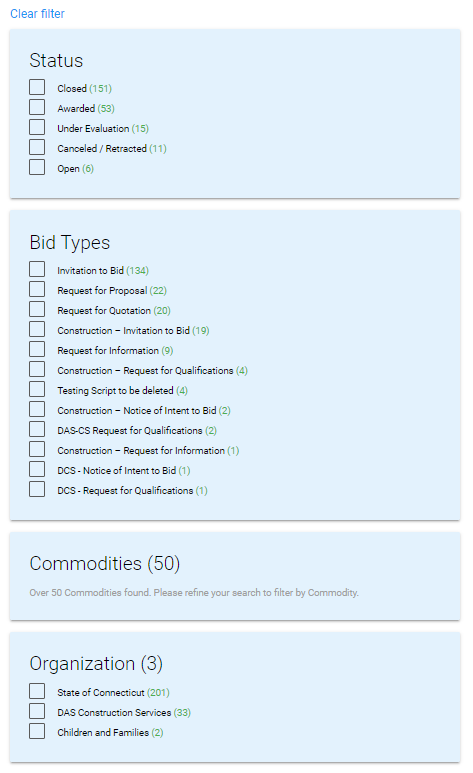 Clear filter
Status
Closed (151)
Awarded (53)
Under Evaluation (15)
Canceled / Retracted (11)
Open (6)
Bid Types
Invitation to Bid (134)
Request for Proposal (22)
Request for Quotation (20)
Construction – Invitation to Bid (19)
Request for Information (9)
Construction – Request for Qualifications (4)
Testing Script to be deleted (4)
Construction – Notice of Intent to Bid (2)
DAS-CS Request for Qualifications (2)
Construction – Request for Information (1)
DCS - Notice of Intent to Bid (1)
DCS - Request for Qualifications (1)
Commodities (50)
Over 50 Commodities found. Please refine your search to filter by Commodity.
Organization (3)
State of Connecticut (201)
DAS Construction Services (33)
Children and Families (2)